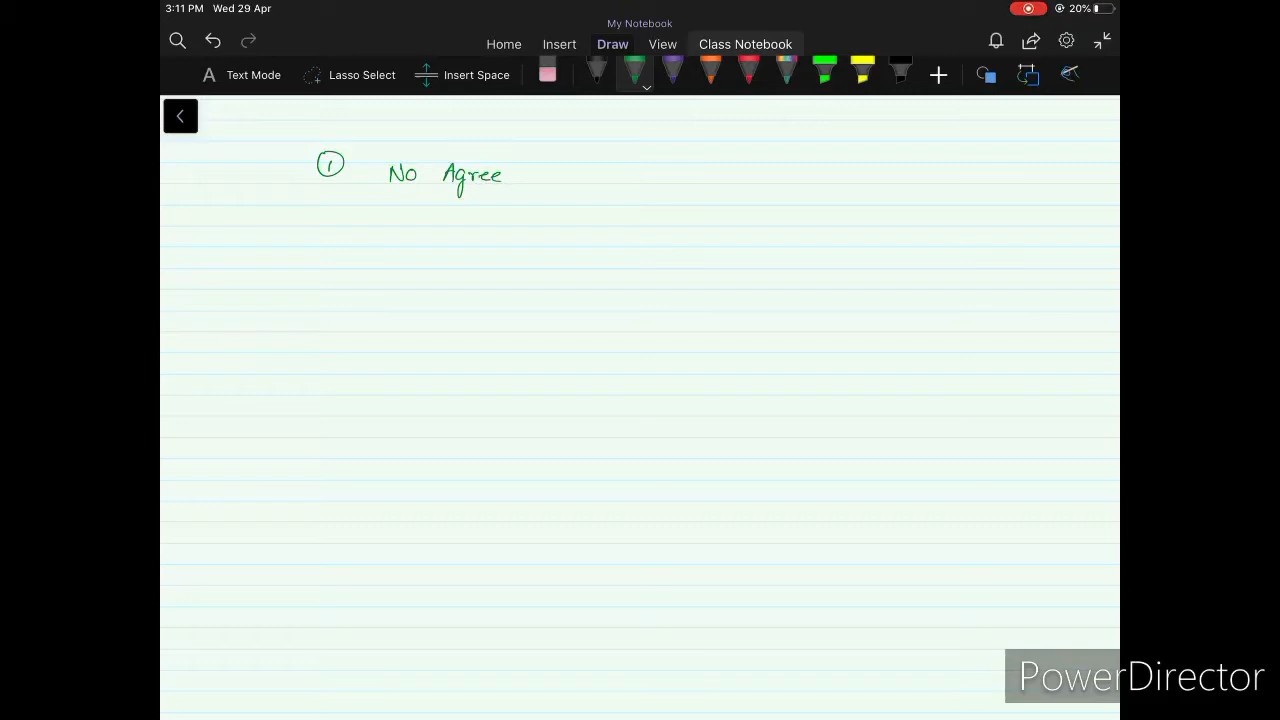 3:11 PM Wed 29 Apr 20%
My Notebook
Home Insert Draw View Class Notebook
A Text Mode Lasso Select Insert Space
① No Agree
PowerDirector